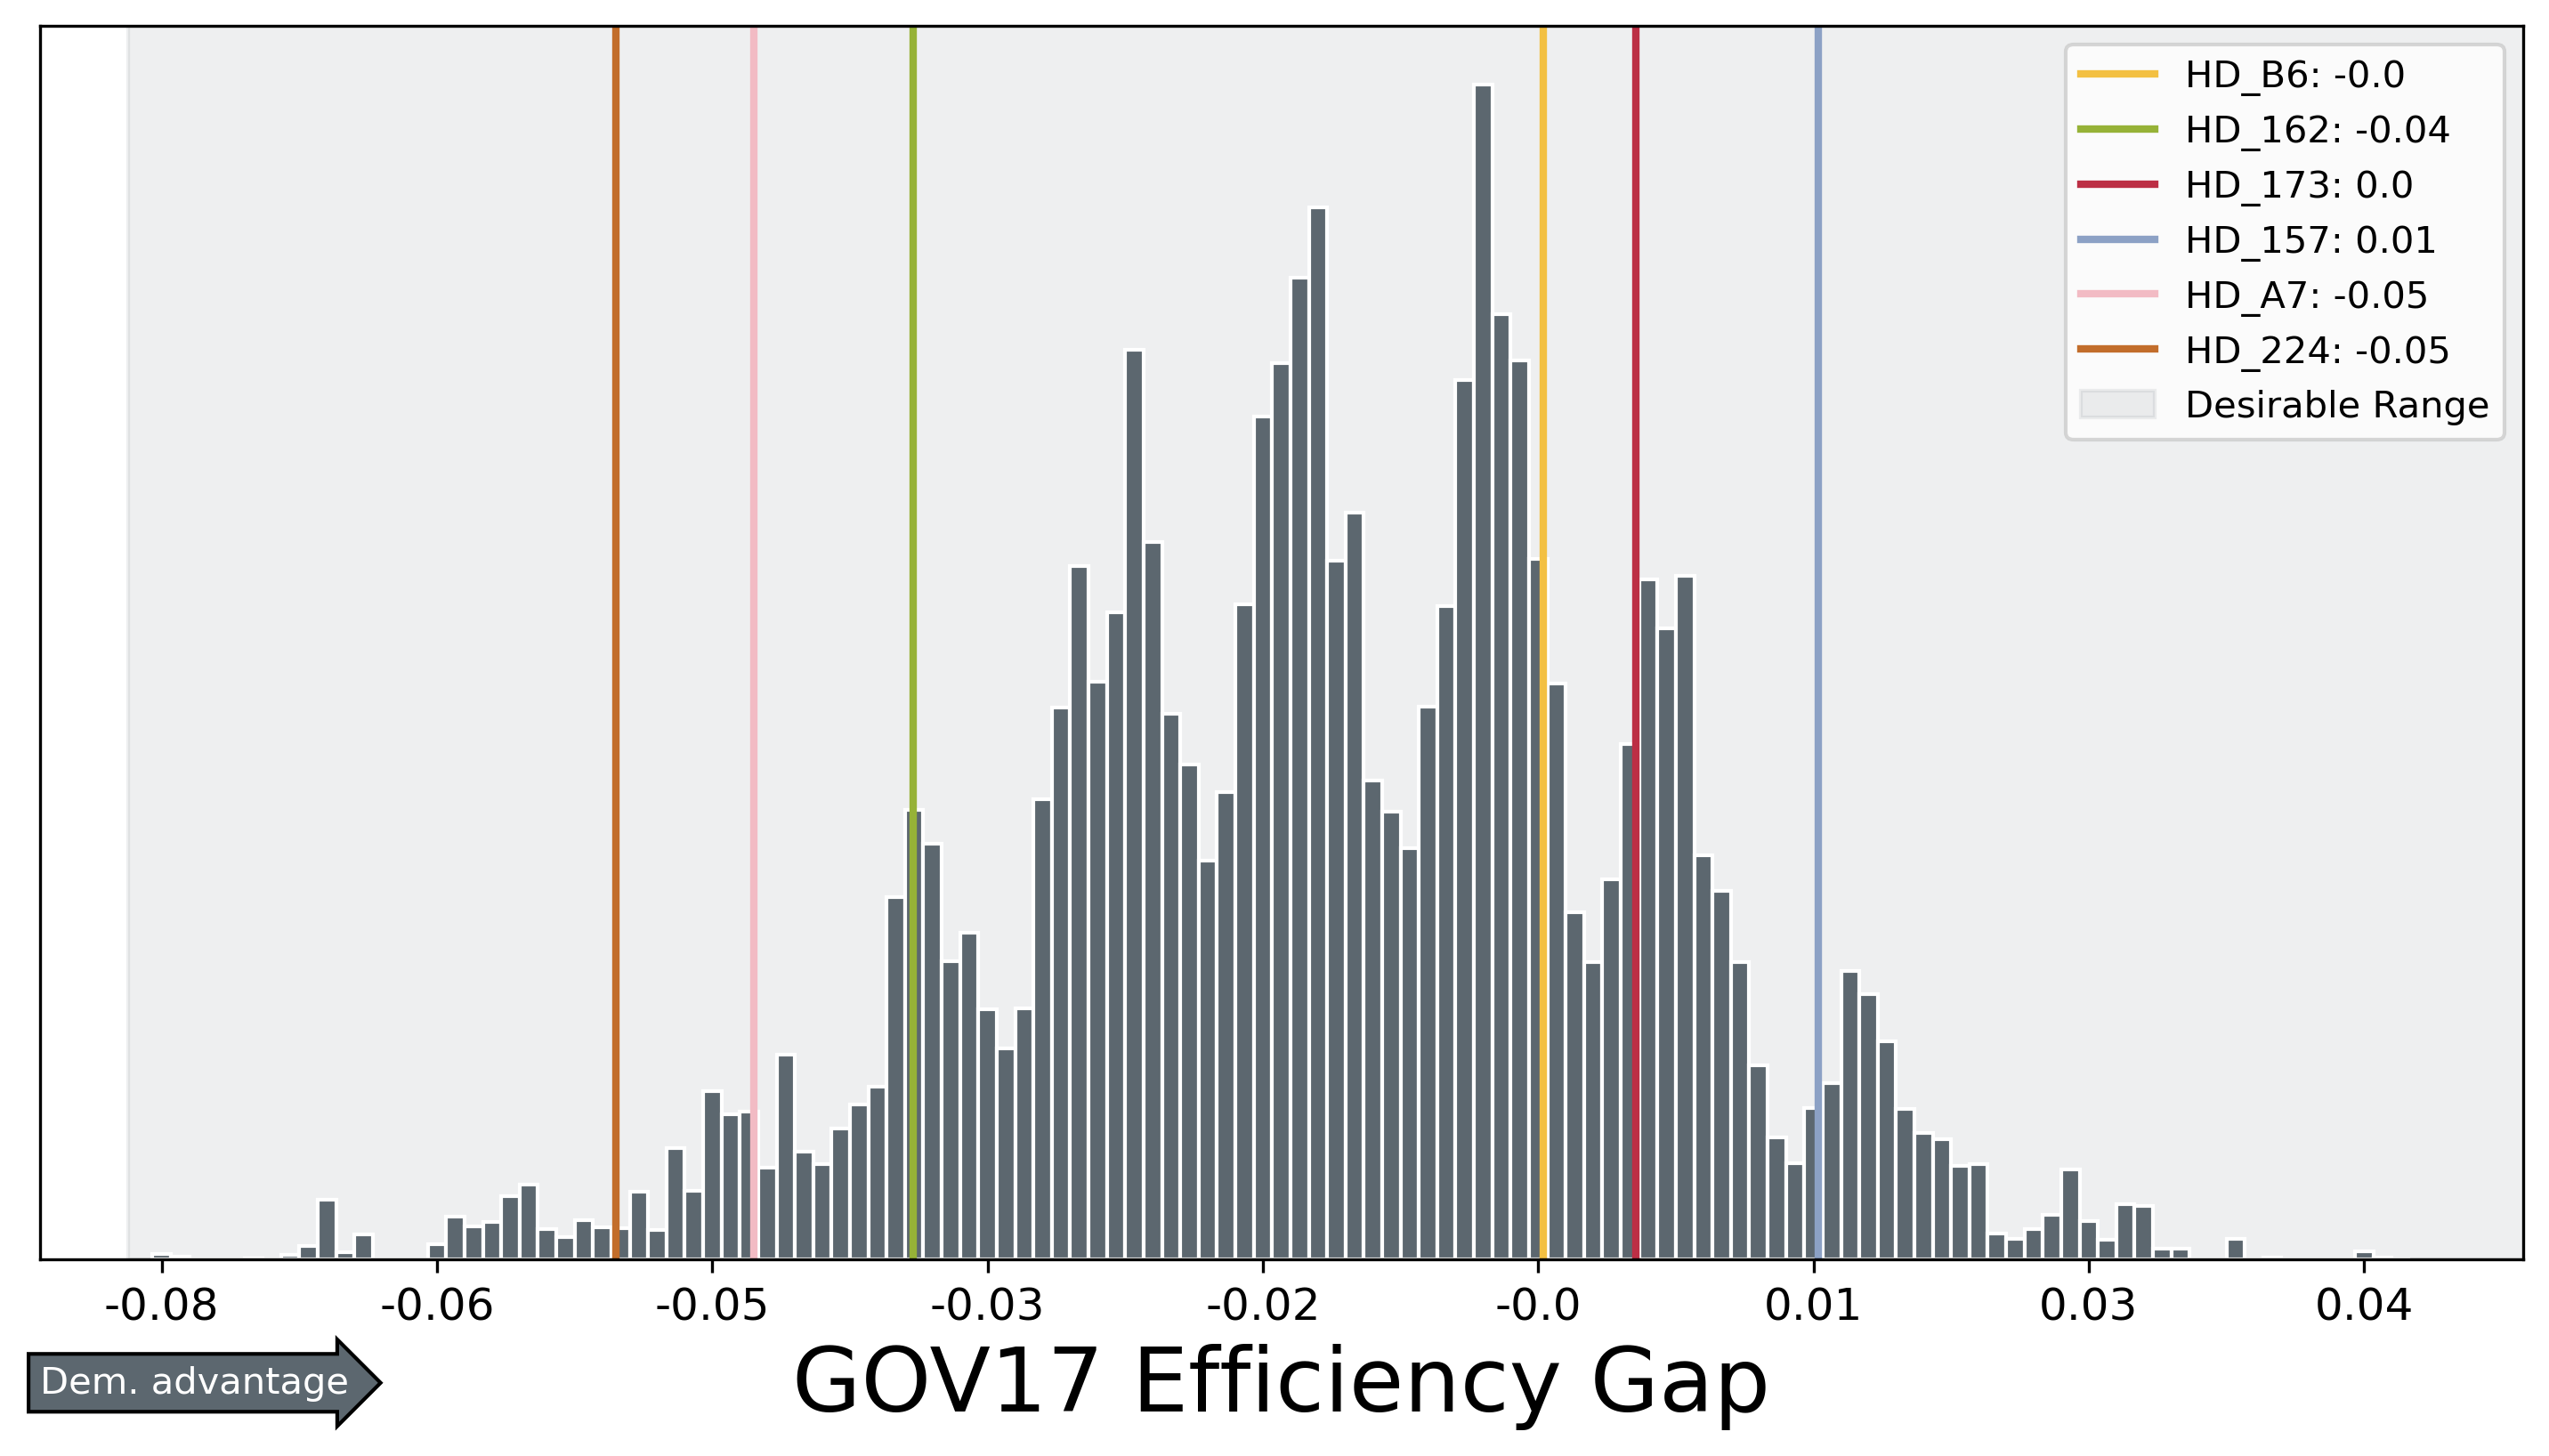 HD_B6: -0.0
HD_162: -0.04
HD_173: 0.0
HD_157: 0.01
HD_A7: -0.05
HD_224: -0.05
Desirable Range
-0.08 -0.06 -0.05 -0.03 -0.02 -0.0 0.01 0.03 0.04
Dem. advantage
GOV17 Efficiency Gap